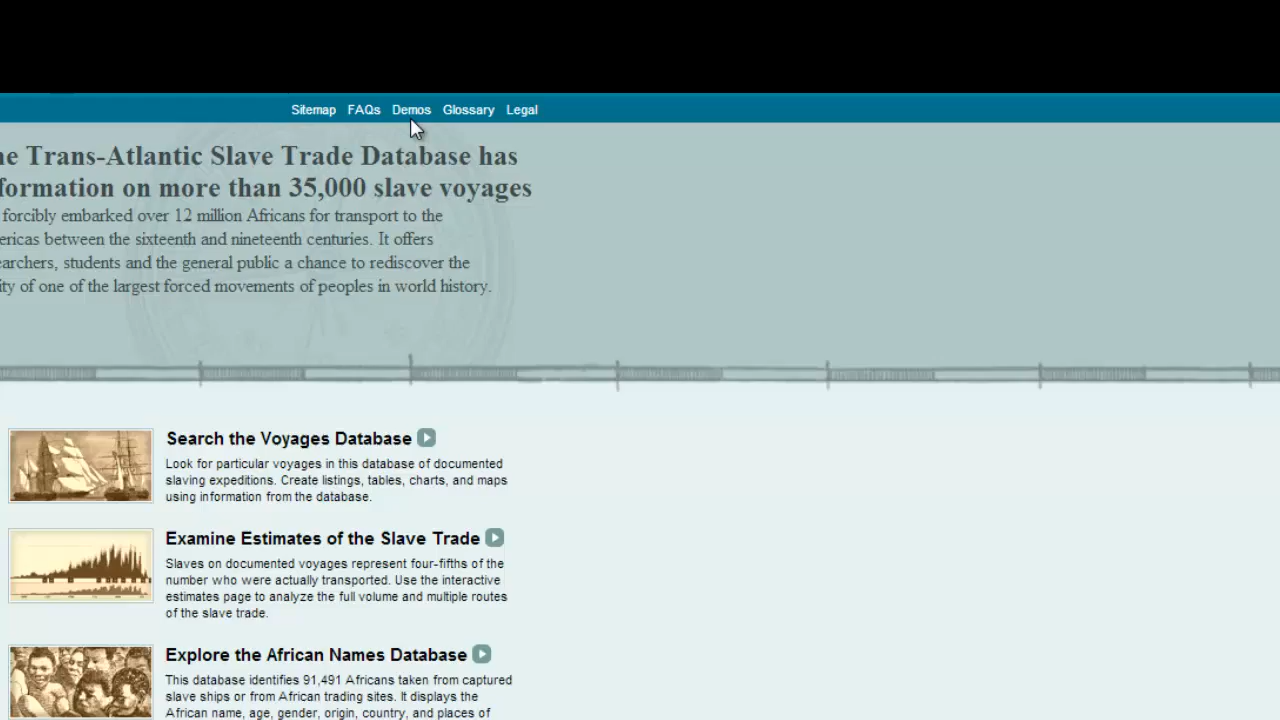 Sitemap FAQs Demos Glossary Legal
Trans-Atlantic Slave Trade Database has
on more than 35,000 slave voyages
forcibly embarked over 12 million Africans for transport to the
between the sixteenth and nineteenth centuries. It offers
students and the general public a chance to rediscover the
of one of the largest forced movements of peoples in world history.
Search the Voyages Database
Look for particular voyages in this database of documented
slaving expeditions. Create listings, tables, charts, and maps
using information from the database.
Examine Estimates of the Slave Trade
Slaves on documented voyages represent four-fifths of the
number who were actually transported. Use the interactive
estimates page to analyze the full volume and multiple routes
of the slave trade.
Explore the African Names Database
This database identifies 91,491 Africans taken from captured
slave ships or from African trading sites. It displays the
African name, age, gender, origin, country, and places of